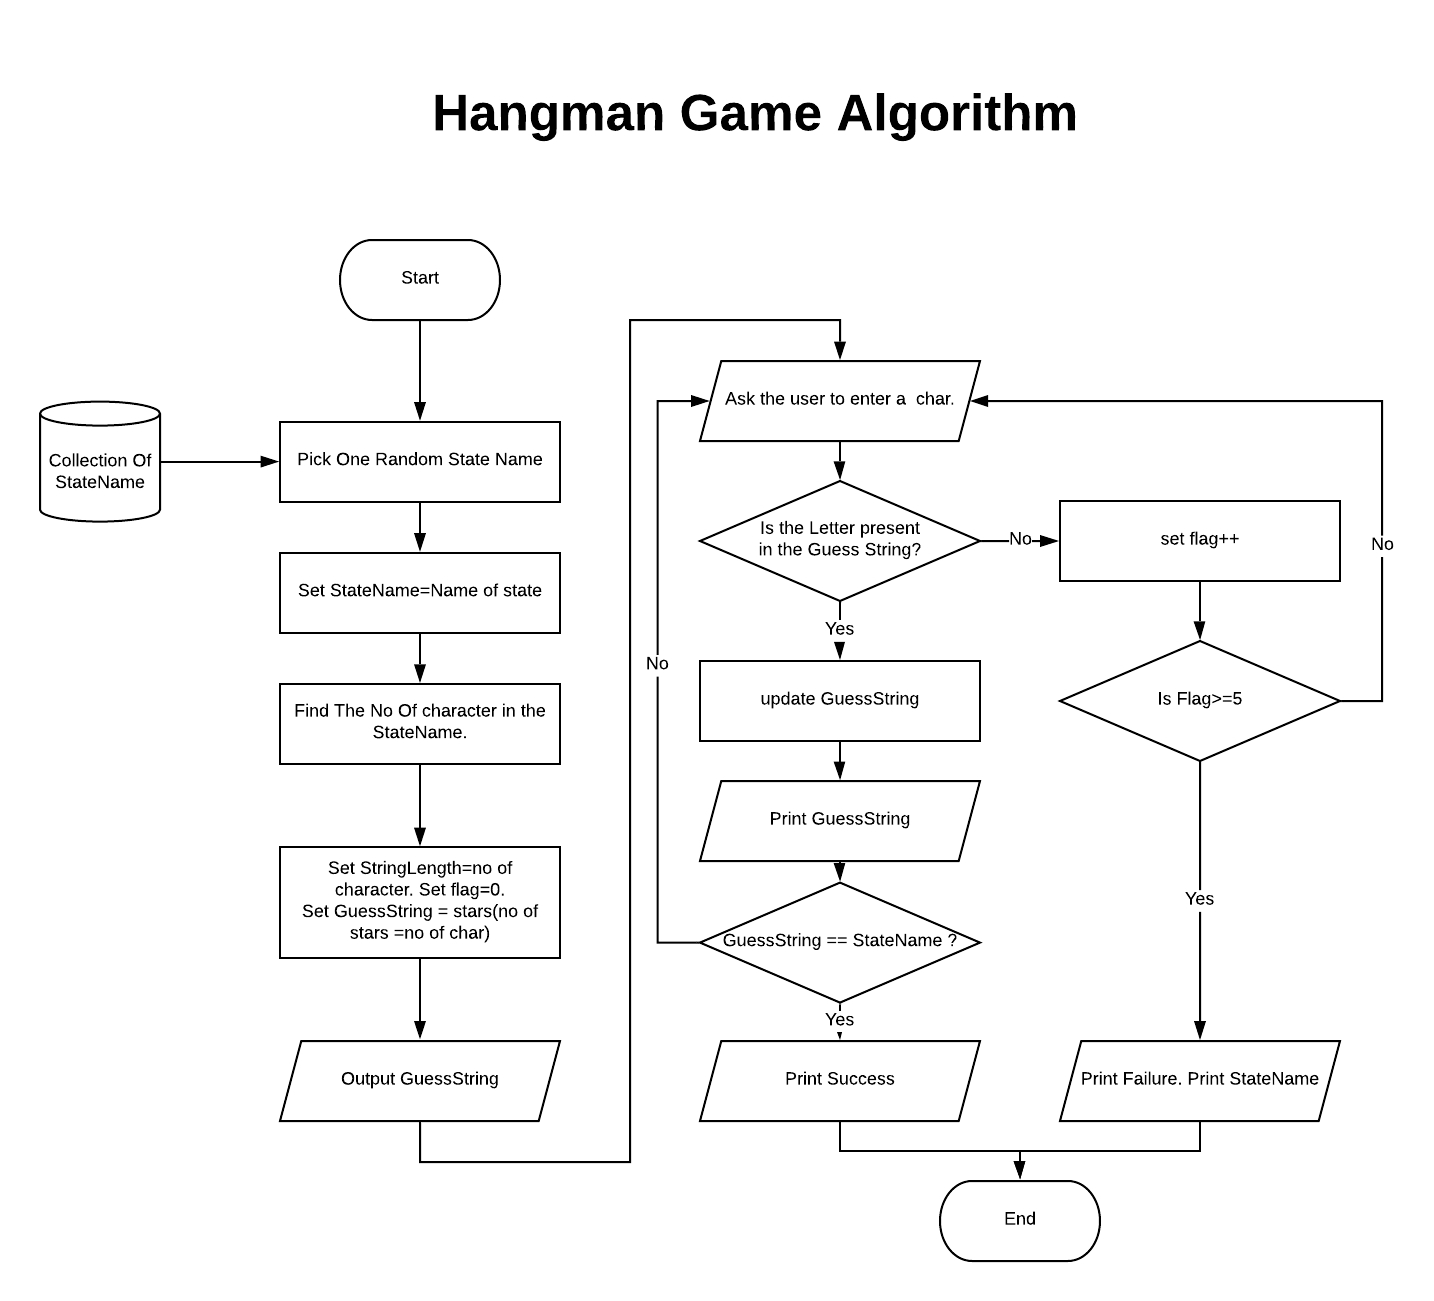 Hangman Game Algorithm
Start
Collection Of
StateName
Pick One Random State Name
Set StateName=Name of state
Find The No Of character in the
StateName.
Set StringLength=no of
character. Set flag=0.
Set GuessString = stars(no of
stars =no of char)
Output GuessString
Ask the user to enter a  char.
Is the Letter present
in the Guess String?
No
set flag++
No
Yes
No
update GuessString
Is Flag>=5
Print GuessString
Yes
GuessString == StateName ?
Yes
Print Success
Print Failure. Print StateName
End